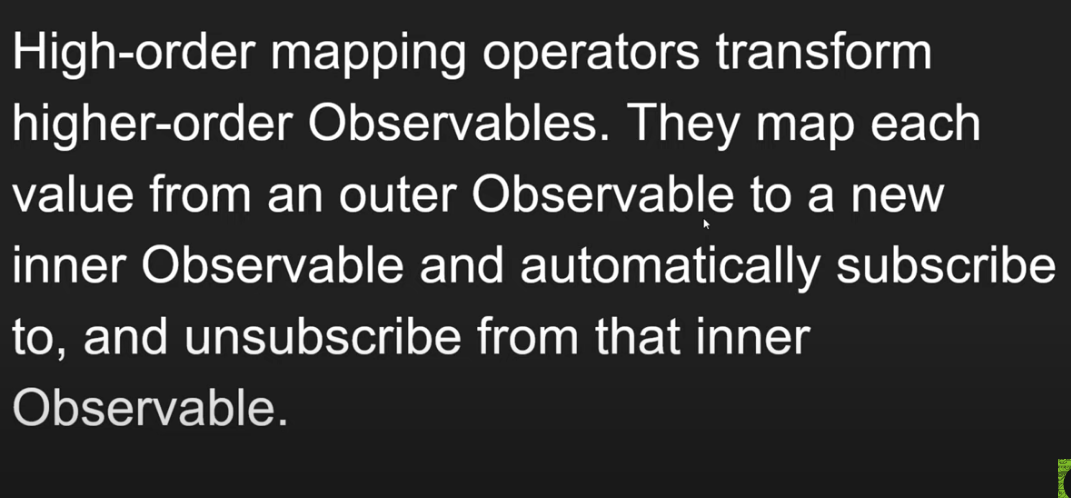 High-order mapping operators transform
higher-order Observables. They map each
value from an outer Observable to a new
inner Observable and automatically subscribe
to, and unsubscribe from that inner
Observable.